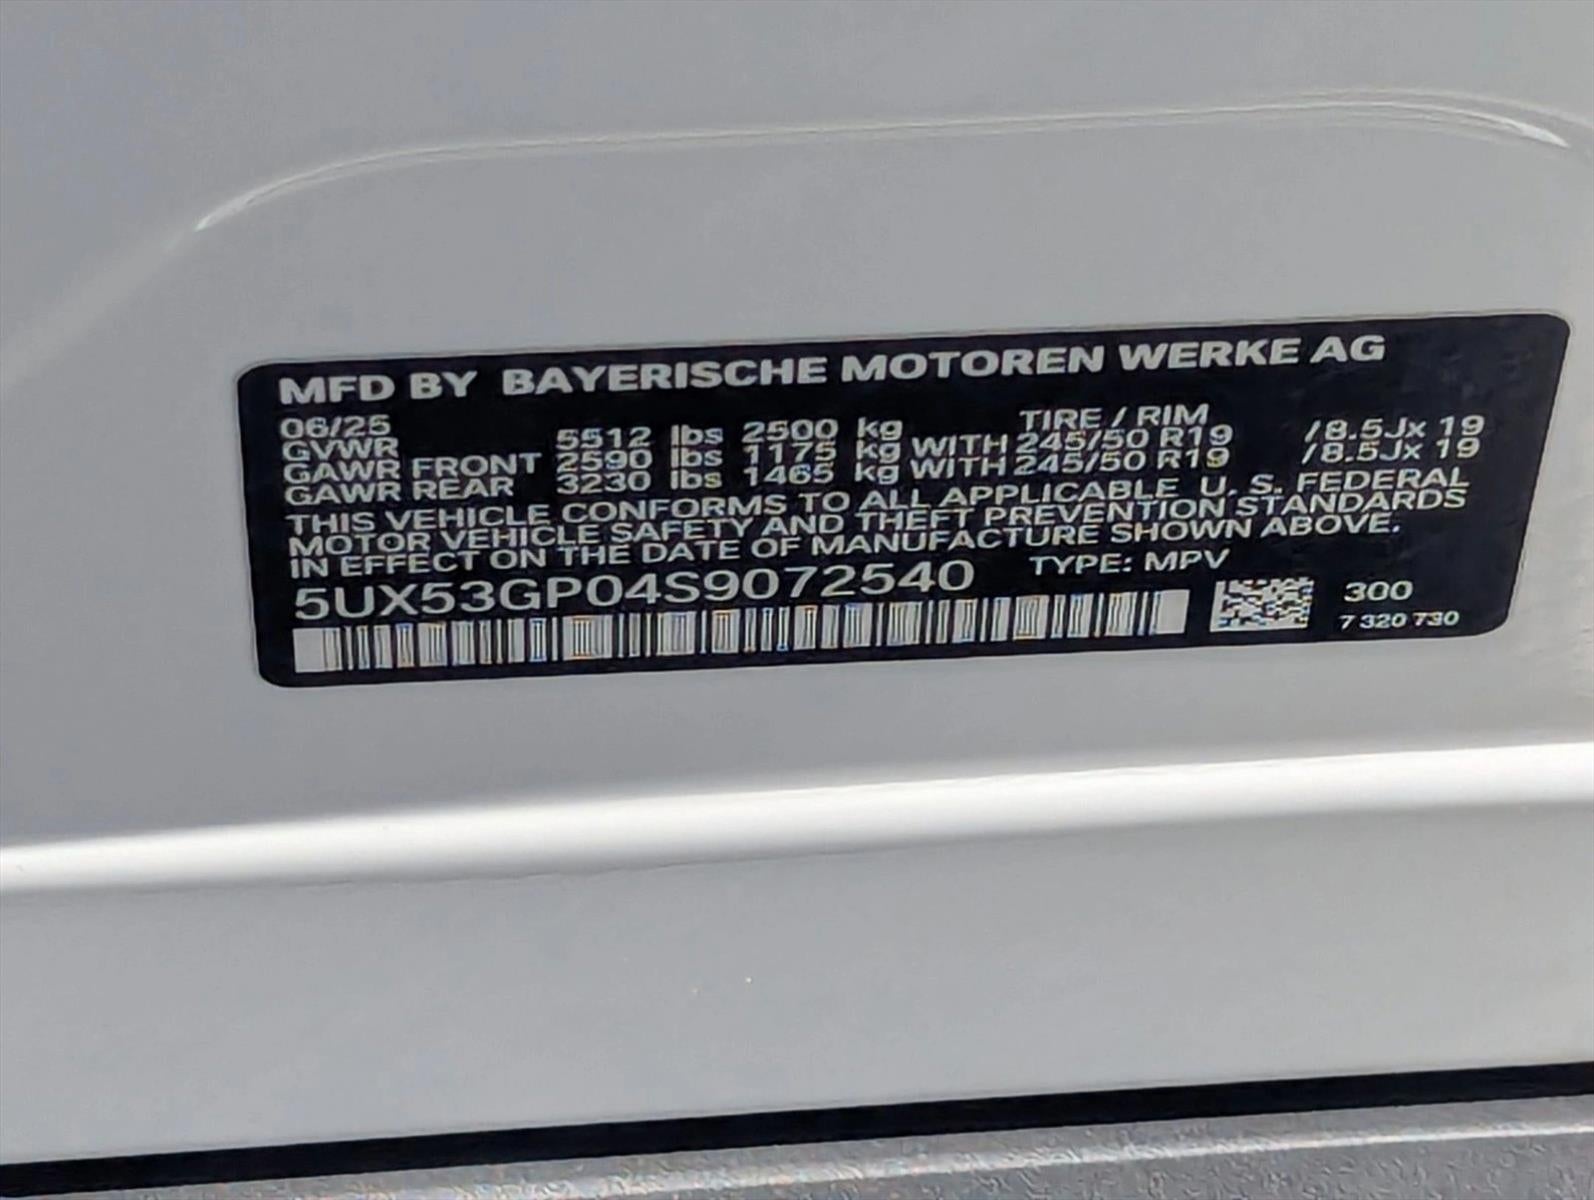 MFD BY BAYERISCHE MOTOREN WERKE AG
06/25 TIRE / RIM
GVWR 5512 lbs 2500 kg
GAWR FRONT 2590 lbs 1175 kg WITH 245/50 R19 /8.5Jx 19
GAWR REAR 3230 lbs 1465 kg WITH 245/50 R19 /8.5Jx 19
THIS VEHICLE CONFORMS TO ALL APPLICABLE U. S. FEDERAL
MOTOR VEHICLE SAFETY AND THEFT PREVENTION STANDARDS
IN EFFECT ON THE DATE OF MANUFACTURE SHOWN ABOVE.
5UX53GP04S9072540 TYPE: MPV
300
7 320 730